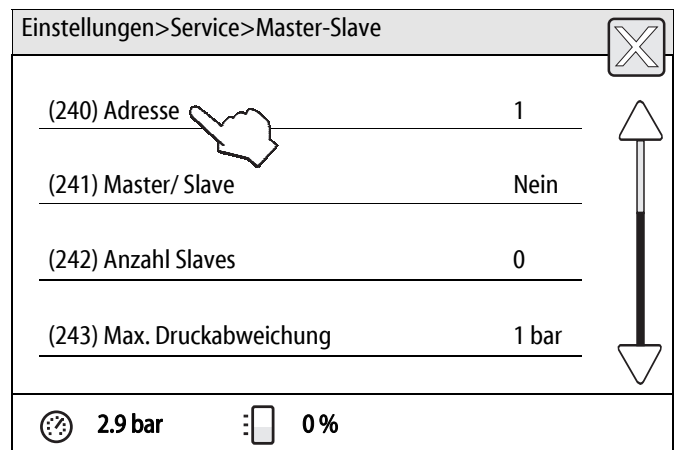 Einstellungen>Service>Master-Slave
(240) Adresse 1
(241) Master/ Slave Nein
(242) Anzahl Slaves 0
(243) Max. Druckabweichung 1 bar
2.9 bar 0 %